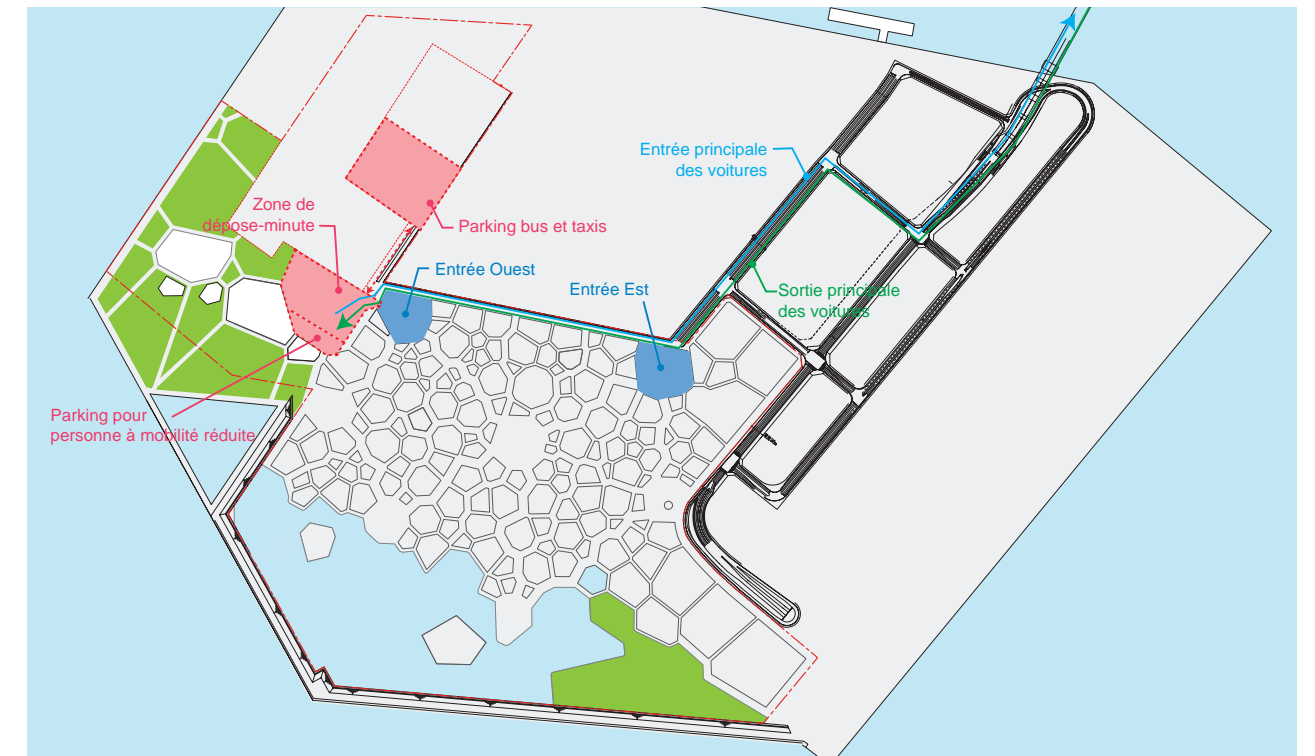 Entrée principale
des voitures
Zone de
dépose-minute
Parking bus et taxis
Entrée Ouest
Entrée Est
Sortie principale
des voitures
Parking pour
personne à mobilité réduite